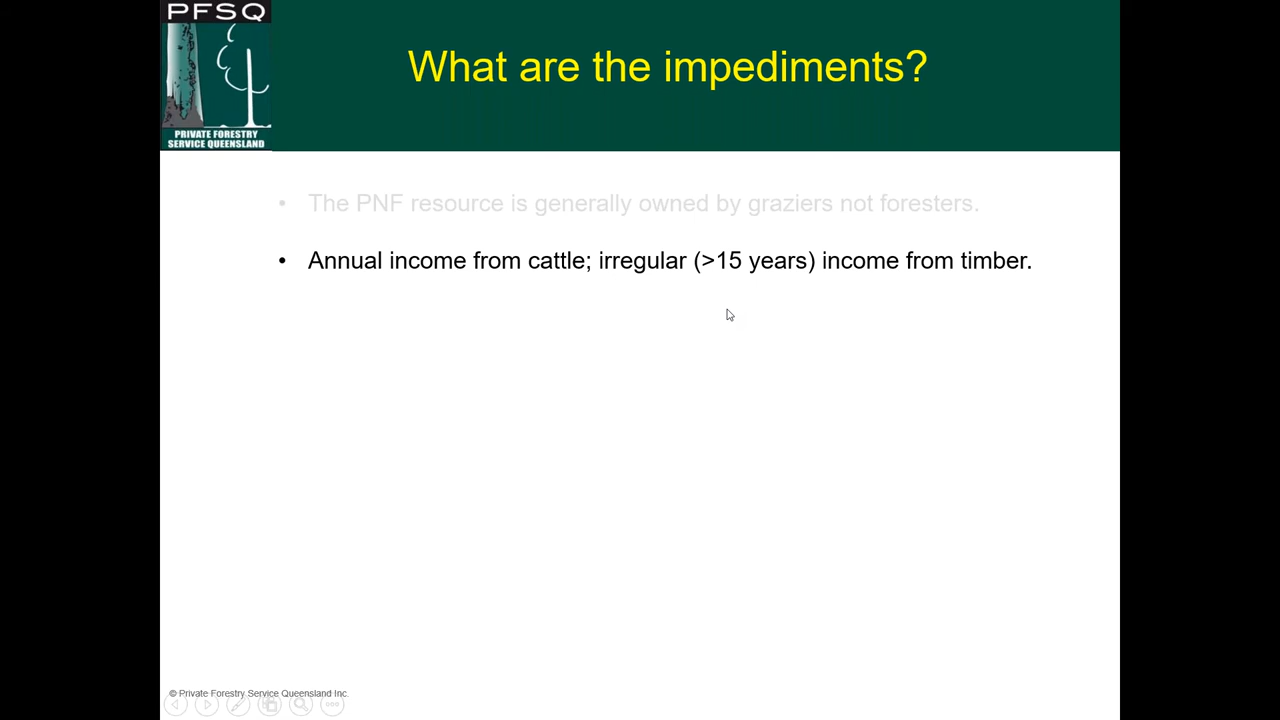 PFSQ
PRIVATE FORESTRY
SERVICE QUEENSLAND
What are the impediments?
• The PNF resource is generally owned by graziers not foresters.
• Annual income from cattle; irregular (>15 years) income from timber.
© Private Forestry Service Queensland Inc.